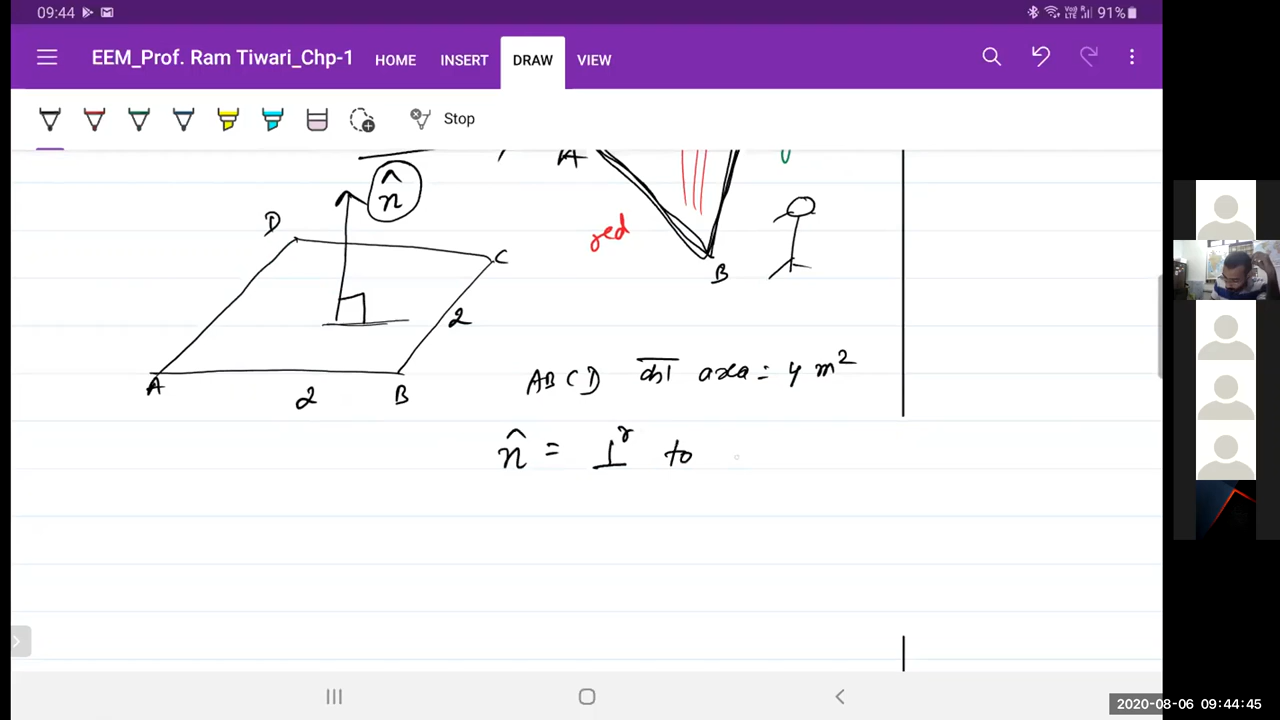 09:44
91%
EEM_Prof. Ram Tiwari_Chp-1 HOME INSERT DRAW VIEW
Stop
n̂
A
red
B
D
C
2
A
2
B
ABCD का area = 4 m²
n̂ = ⊥ʳ to
2020-08-06 09:44:45